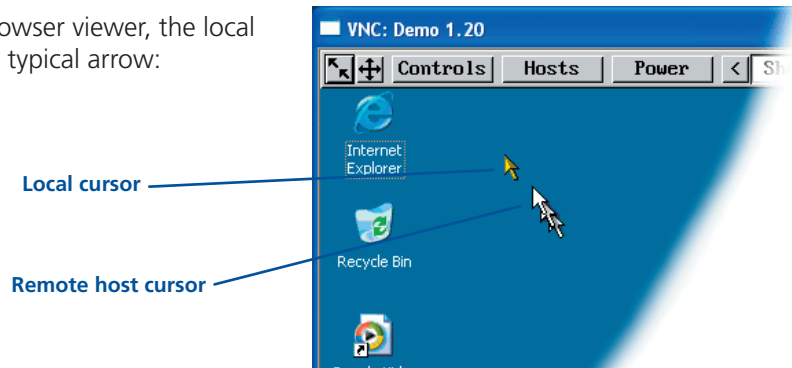 owser viewer, the local
typical arrow:
VNC: Demo 1.20
Controls Hosts Power <
Internet
Explorer
Local cursor
Recycle Bin
Remote host cursor